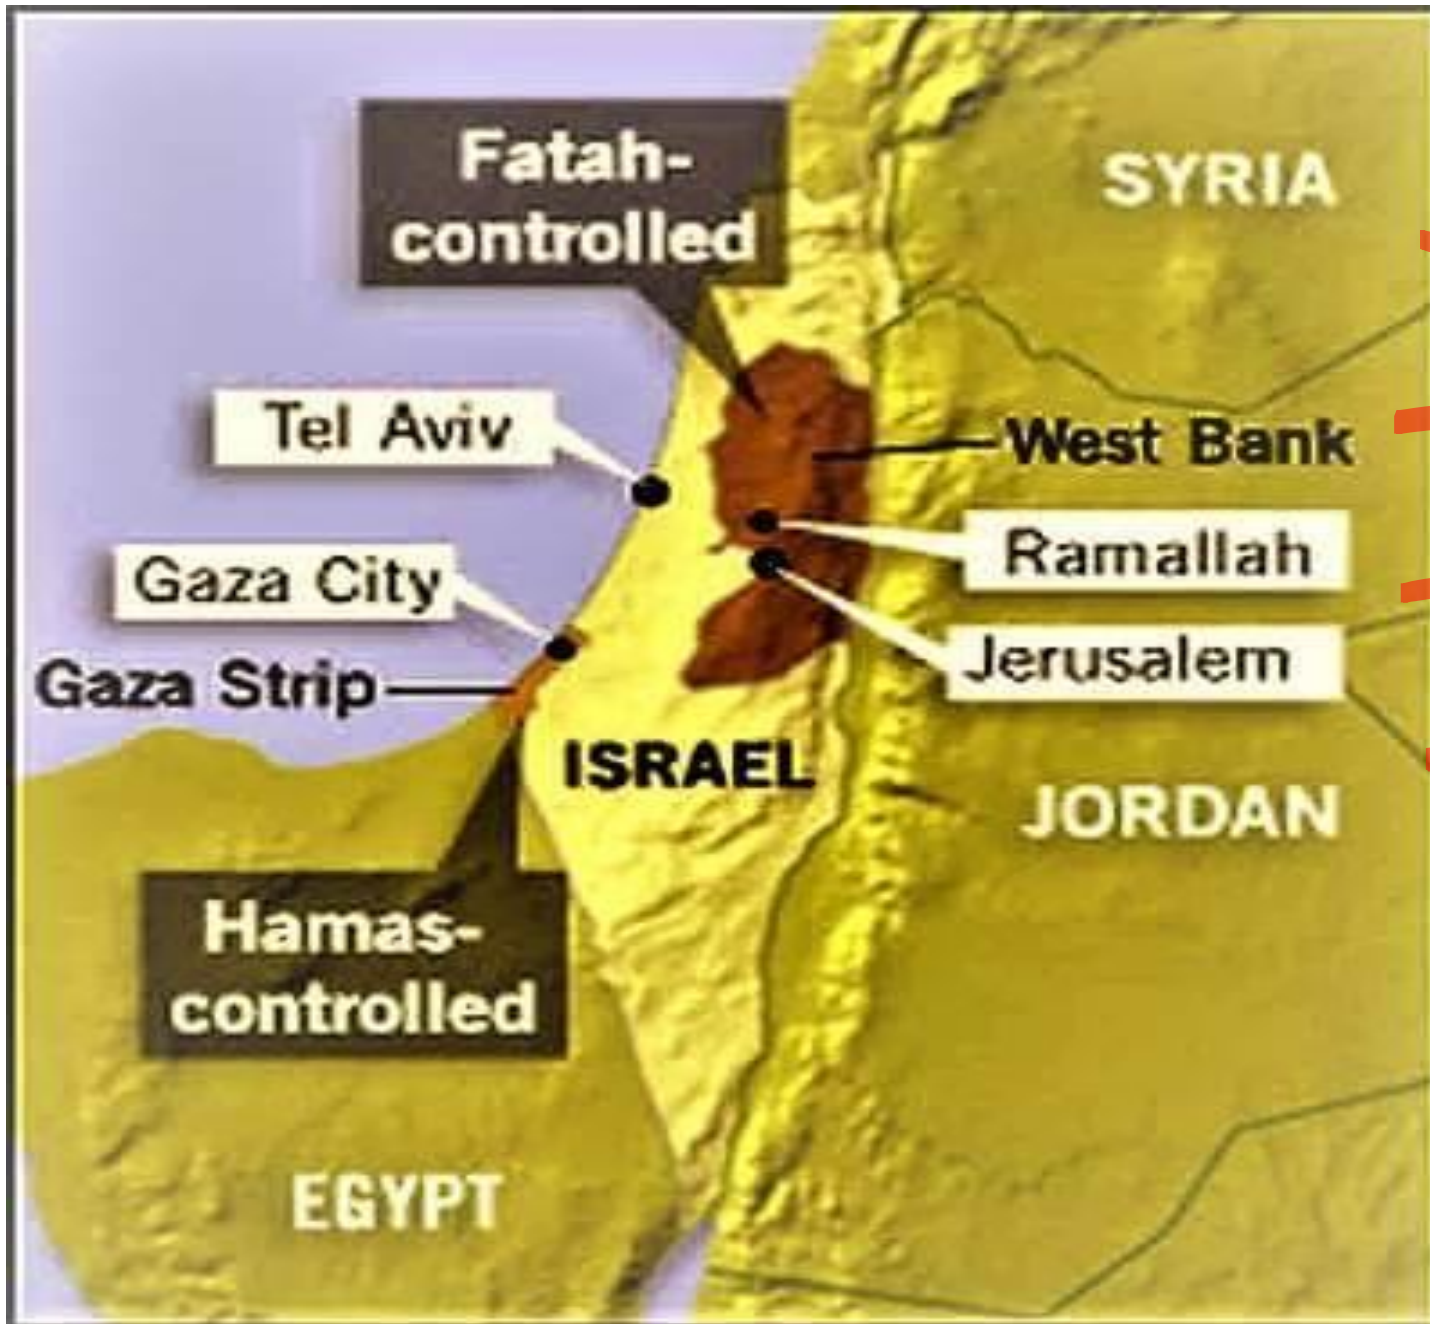 Fatah-
controlled
SYRIA
Tel Aviv
West Bank
Ramallah
Gaza City
Jerusalem
Gaza Strip
ISRAEL
JORDAN
Hamas-
controlled
EGYPT